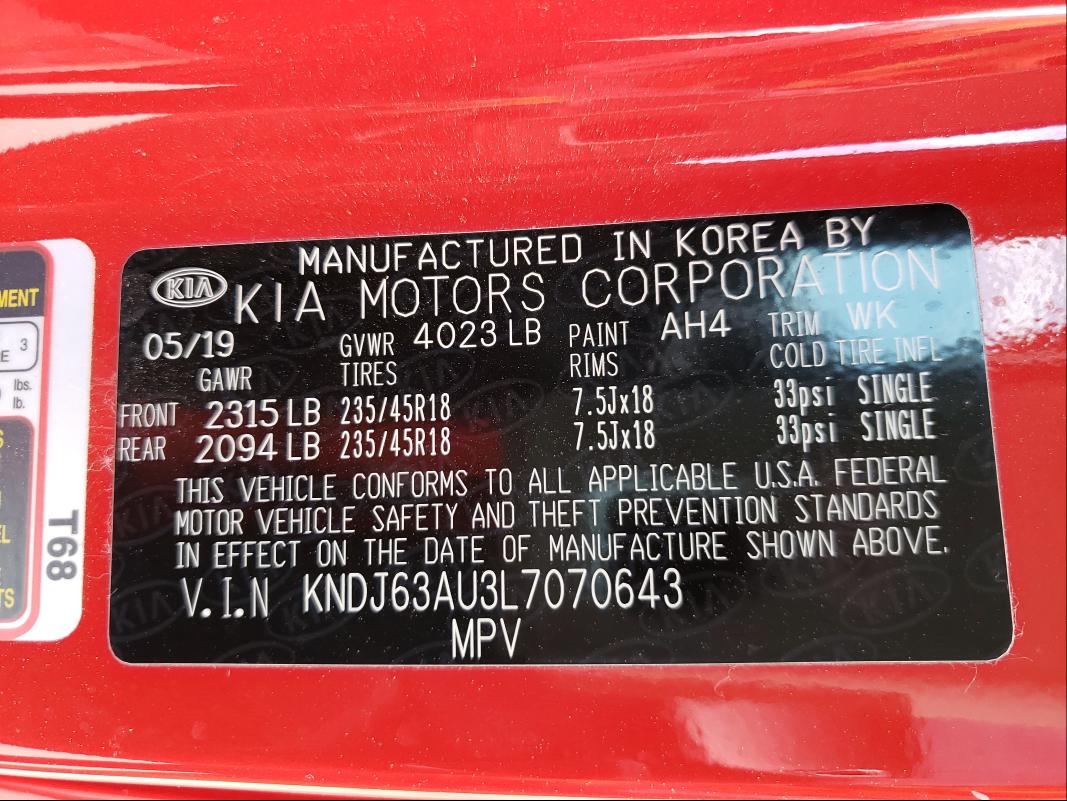 MANUFACTURED IN KOREA BY
KIA KIA MOTORS CORPORATION
05/19 GVWR 4023 LB PAINT AH4 TRIM WK
GAWR TIRES RIMS COLD TIRE INFL
FRONT 2315 LB 235/45R18 7.5Jx18 33psi SINGLE
REAR 2094 LB 235/45R18 7.5Jx18 33psi SINGLE
THIS VEHICLE CONFORMS TO ALL APPLICABLE U.S.A. FEDERAL
MOTOR VEHICLE SAFETY AND THEFT PREVENTION STANDARDS
IN EFFECT ON THE DATE OF MANUFACTURE SHOWN ABOVE.
V.I.N KNDJ63AU3L7070643
MPV
T68
3
lbs.
lb.